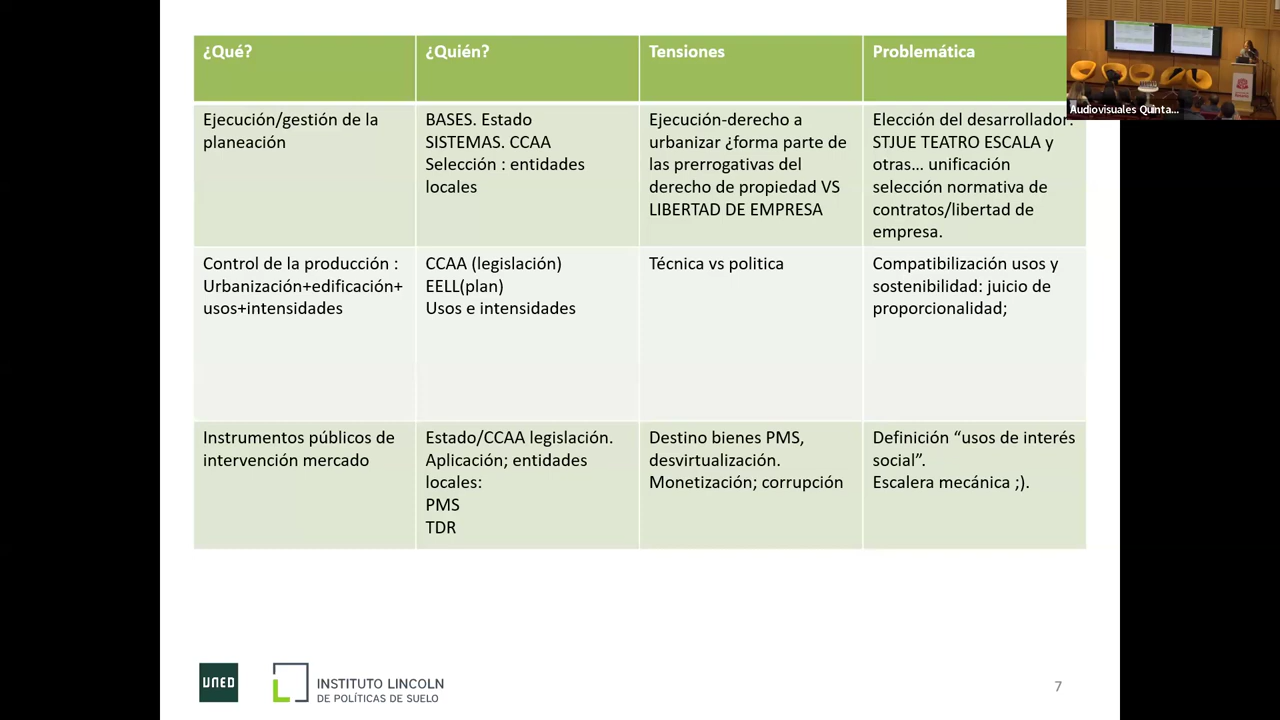 ¿Qué?
¿Quién?
Tensiones
Problemática
Ejecución/gestión de la
planeación
BASES. Estado
SISTEMAS. CCAA
Selección : entidades
locales
Ejecución-derecho a
urbanizar ¿forma parte de
las prerrogativas del
derecho de propiedad VS
LIBERTAD DE EMPRESA
Elección del desarrollador:
STJUE TEATRO ESCALA y
otras... unificación
selección normativa de
contratos/libertad de
empresa.
Control de la producción :
Urbanización+edificación+
usos+intensidades
CCAA (legislación)
EELL(plan)
Usos e intensidades
Técnica vs politica
Compatibilización usos y
sostenibilidad: juicio de
proporcionalidad;
Instrumentos públicos de
intervención mercado
Estado/CCAA legislación.
Aplicación; entidades
locales:
PMS
TDR
Destino bienes PMS,
desvirtualización.
Monetización; corrupción
Definición “usos de interés
social”.
Escalera mecánica ;).
Audiovisuales Quinta...
UNED
INSTITUTO LINCOLN
DE POLÍTICAS DE SUELO
7